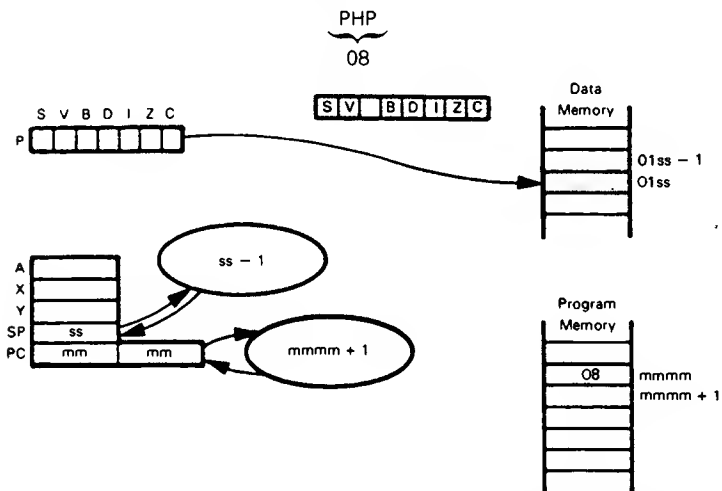 PHP
08
S V B D I Z C
Data
Memory
S V B D I Z C
P
01ss − 1
01ss
ss − 1
A
X
Y
SP ss
PC mm mm
mmmm + 1
Program
Memory
08 mmmm
mmmm + 1